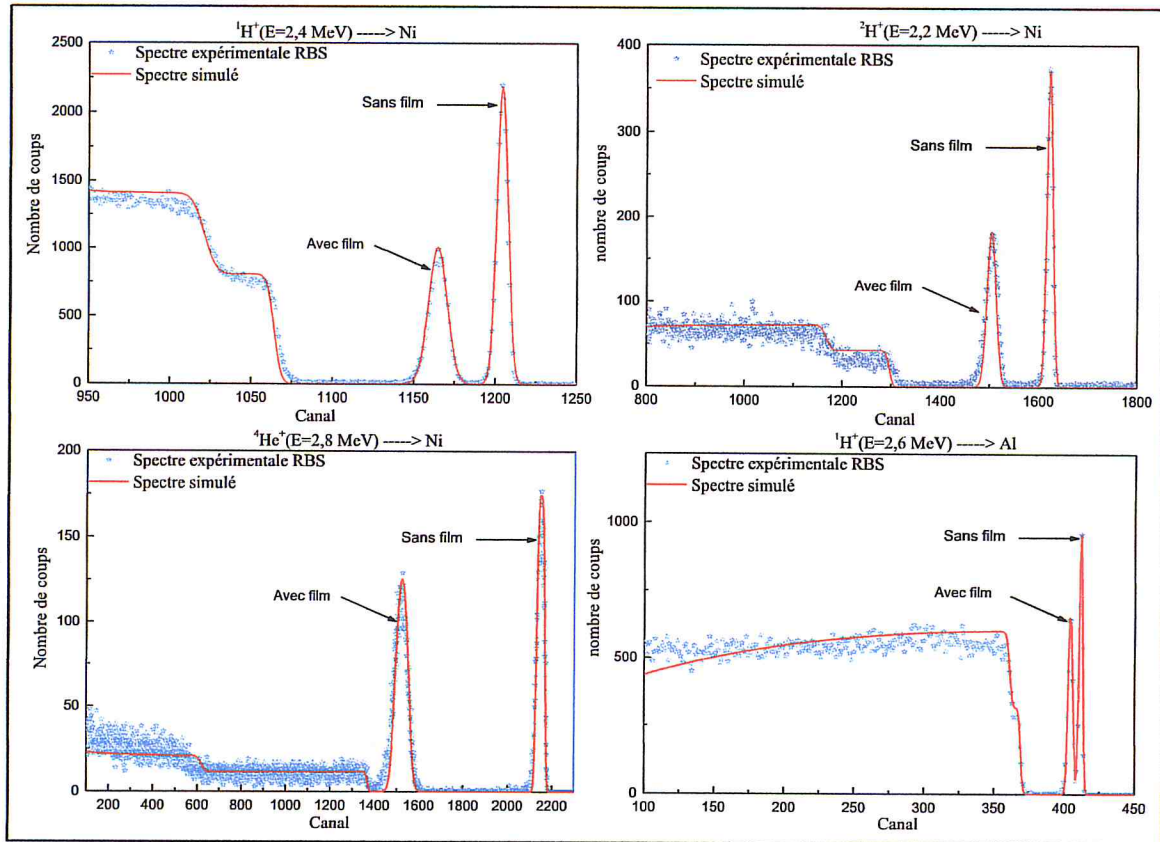 ¹H⁺(E=2,4 MeV) -----> Ni
2500
2000
1500
1000
500
0
Nombre de coups
Spectre expérimentale RBS
Spectre simulé
Sans film
Avec film
950 1000 1050 1100 1150 1200 1250
Canal
²H⁺(E=2,2 MeV) -----> Ni
400
300
200
100
0
nombre de coups
Spectre expérimentale RBS
Spectre simulé
Sans film
Avec film
800 1000 1200 1400 1600 1800
Canal
⁴He⁺(E=2,8 MeV) -----> Ni
200
150
100
50
0
Nombre de coups
Spectre expérimentale RBS
Spectre simulé
Sans film
Avec film
200 400 600 800 1000 1200 1400 1600 1800 2000 2200
Canal
¹H⁺(E=2,6 MeV) -----> Al
1000
500
0
nombre de coups
Spectre expérimentale RBS
Spectre simulé
Sans film
Avec film
100 150 200 250 300 350 400 450
Canal